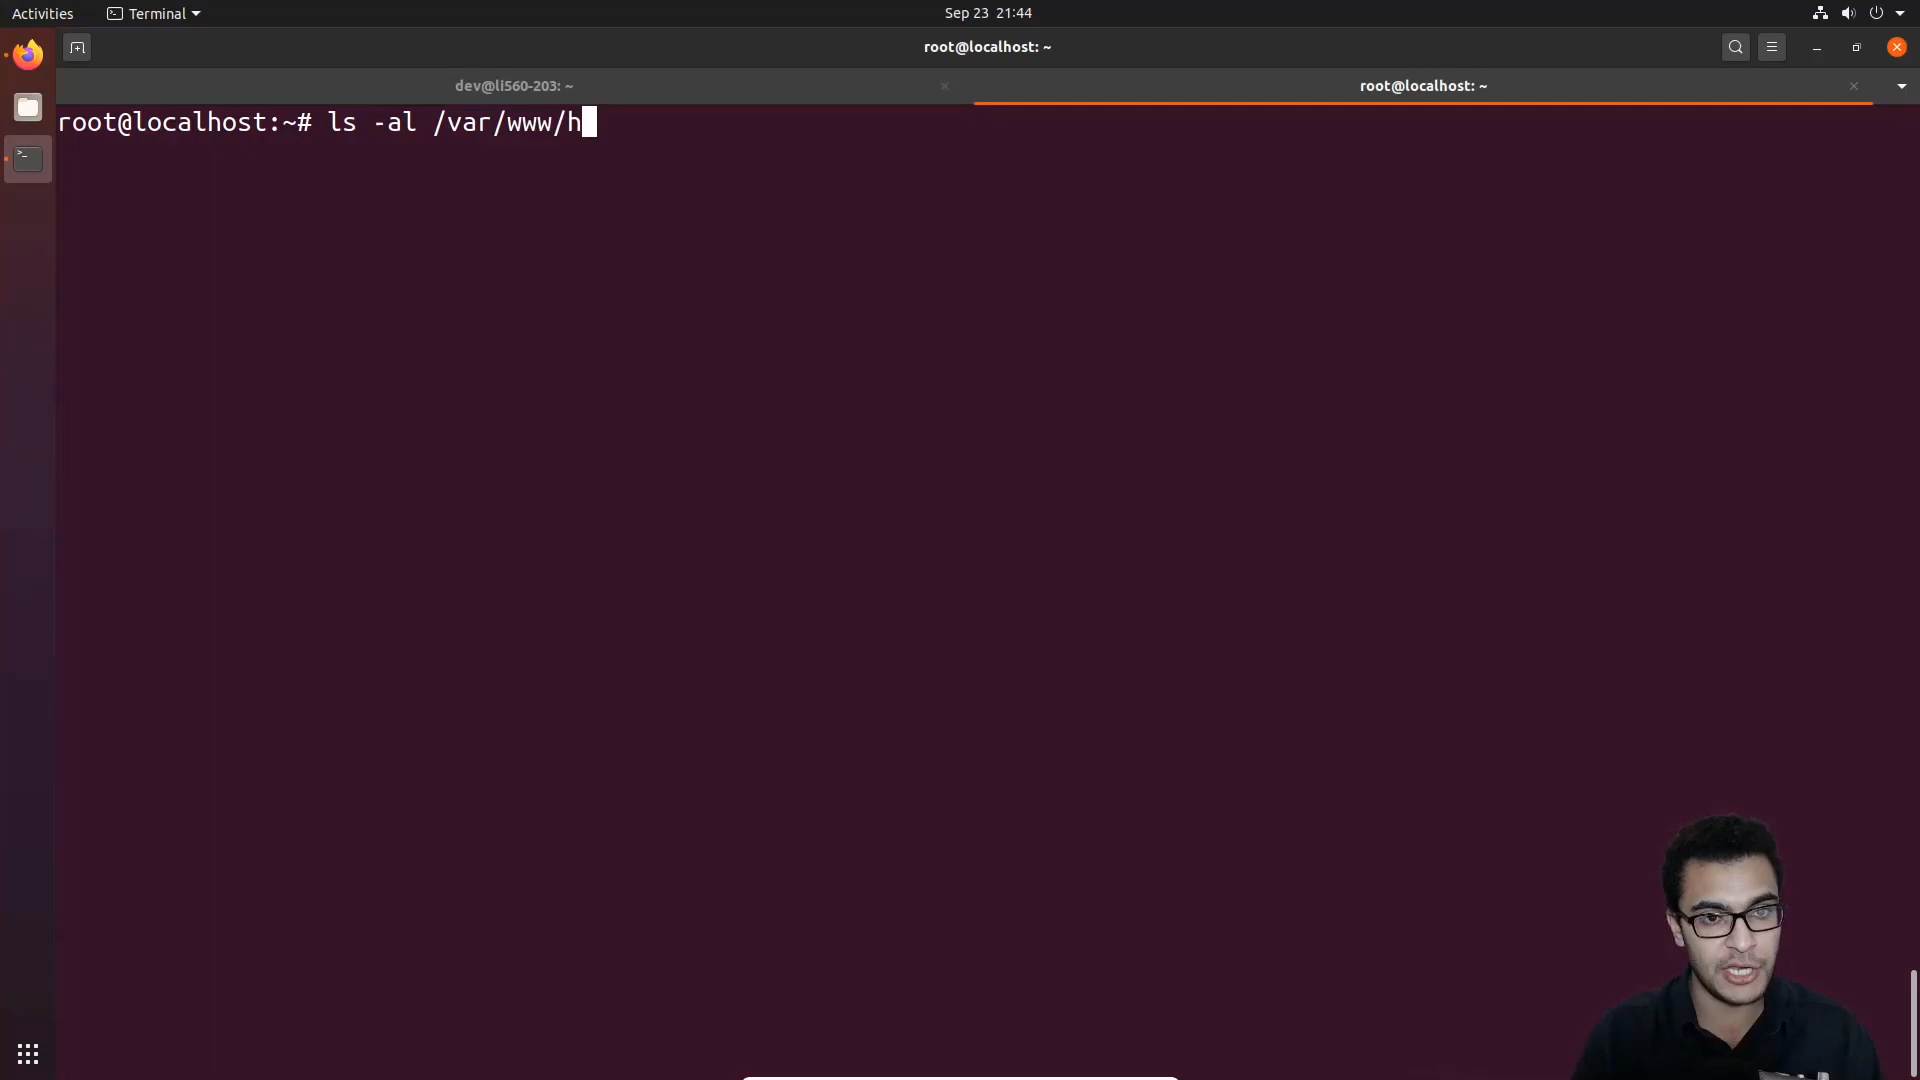 Activities
Terminal
Sep 23 21:44
root@localhost: ~
dev@li560-203: ~
root@localhost: ~
root@localhost:~# ls -al /var/www/h